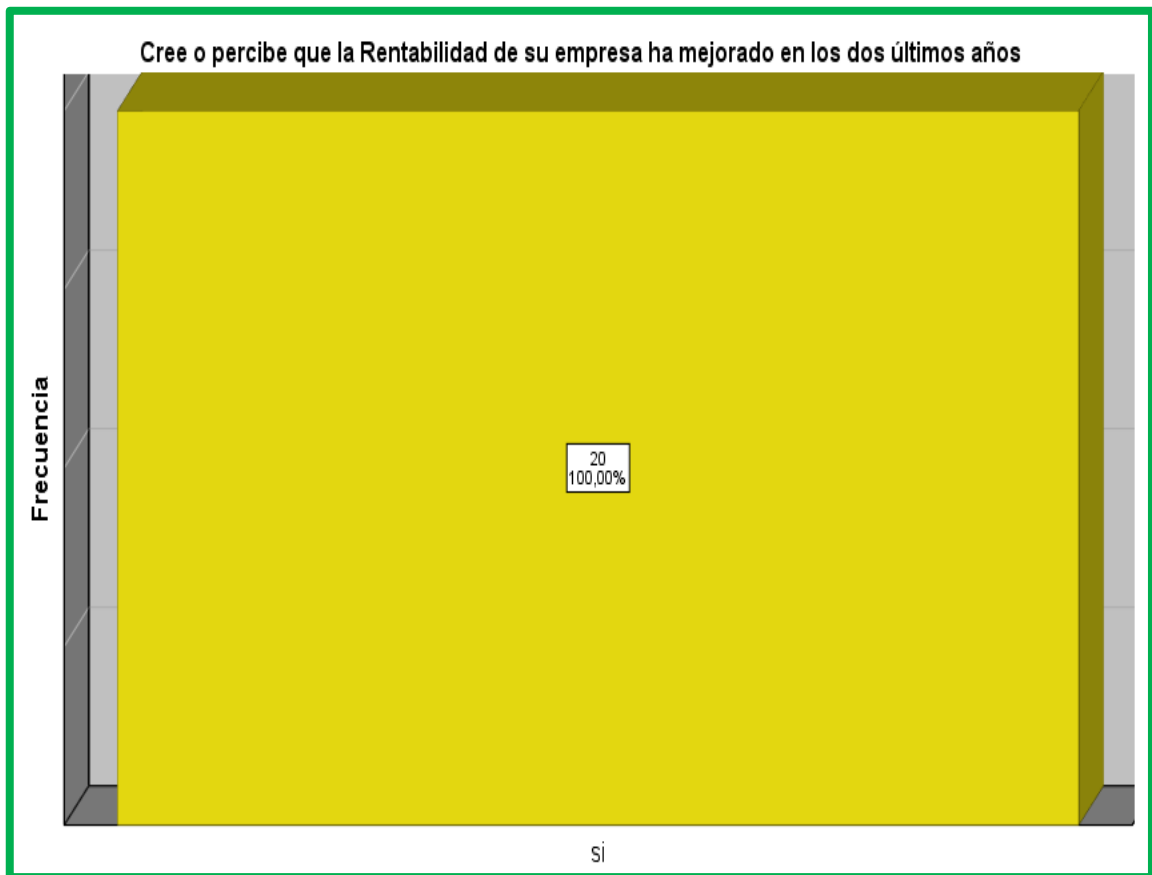 Cree o percibe que la Rentabilidad de su empresa ha mejorado en los dos últimos años
Frecuencia
20
100,00%
si